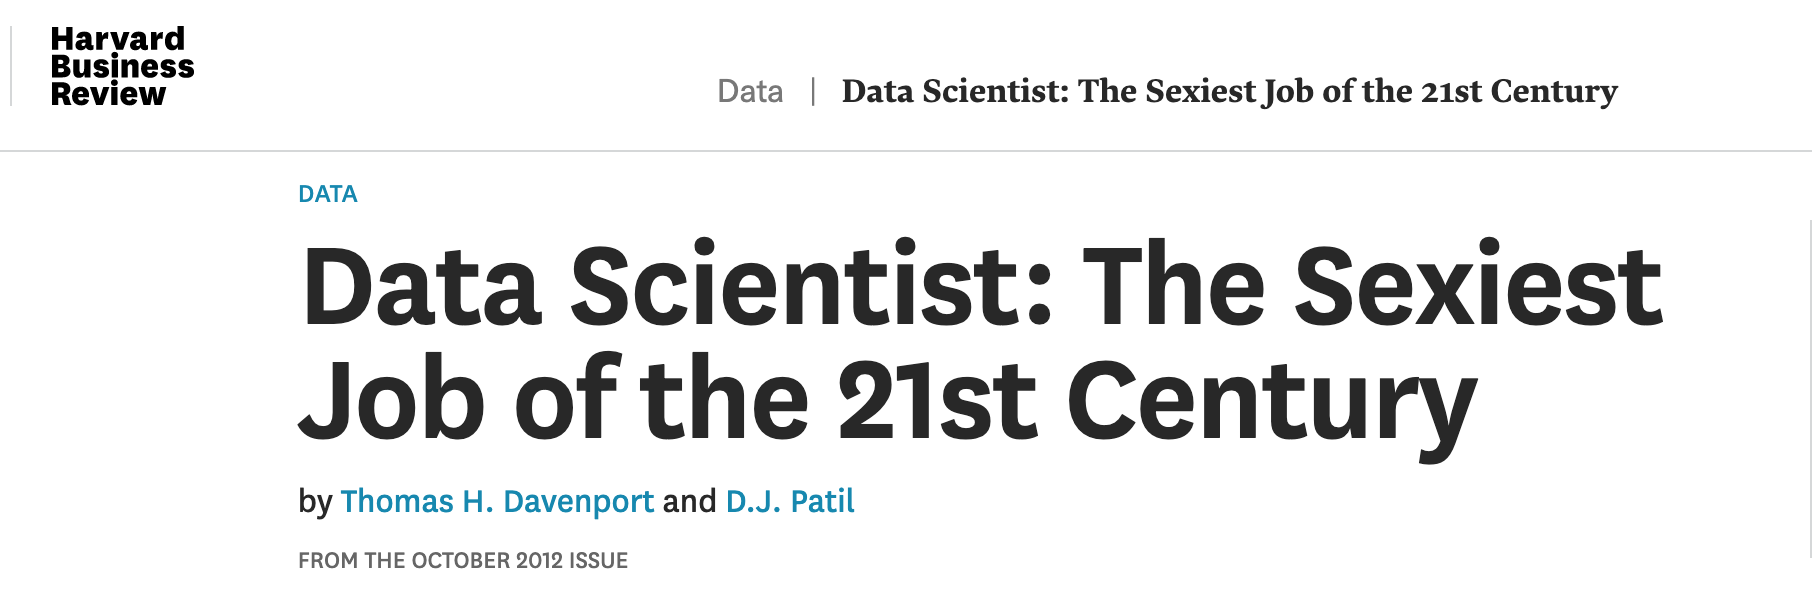 Harvard
Business
Review
Data | Data Scientist: The Sexiest Job of the 21st Century
DATA
Data Scientist: The Sexiest
Job of the 21st Century
by Thomas H. Davenport and D.J. Patil
FROM THE OCTOBER 2012 ISSUE